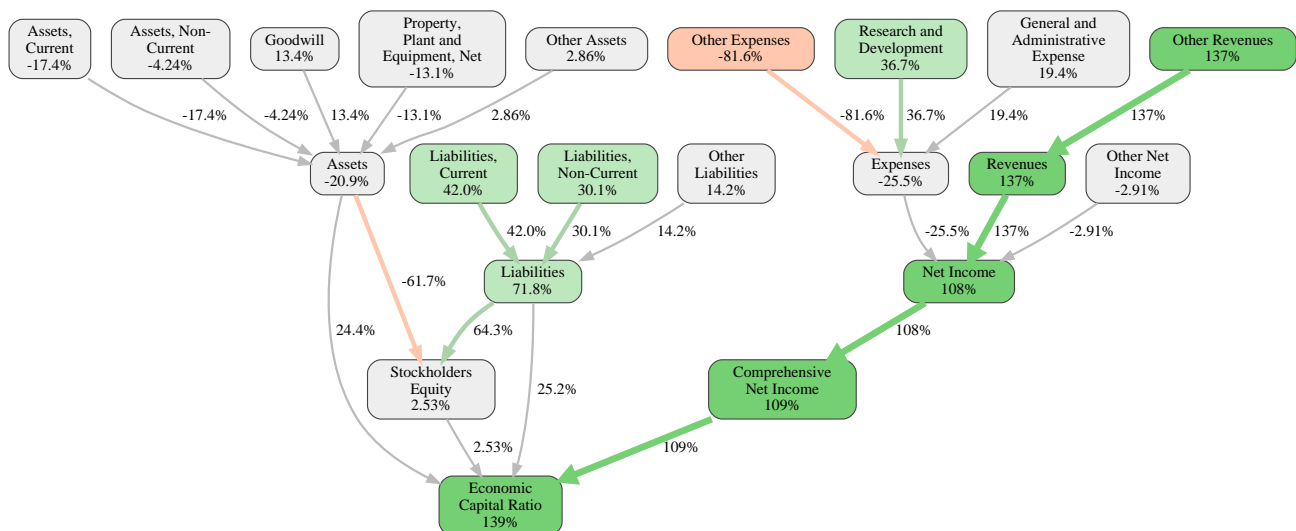 Assets,
Current
-17.4%
Assets, Non-
Current
-4.24%
Goodwill
13.4%
Property,
Plant and
Equipment, Net
-13.1%
Other Assets
2.86%
Other Expenses
-81.6%
Research and
Development
36.7%
General and
Administrative
Expense
19.4%
Other Revenues
137%
-17.4%
-4.24%
13.4%
-13.1%
2.86%
-81.6%
36.7%
19.4%
137%
Assets
-20.9%
Liabilities,
Current
42.0%
Liabilities,
Non-Current
30.1%
Other
Liabilities
14.2%
Expenses
-25.5%
Revenues
137%
Other Net
Income
-2.91%
42.0%
30.1%
14.2%
-25.5%
137%
-2.91%
Liabilities
71.8%
Net Income
108%
-61.7%
24.4%
64.3%
108%
Stockholders
Equity
2.53%
25.2%
Comprehensive
Net Income
109%
2.53%
109%
Economic
Capital Ratio
139%